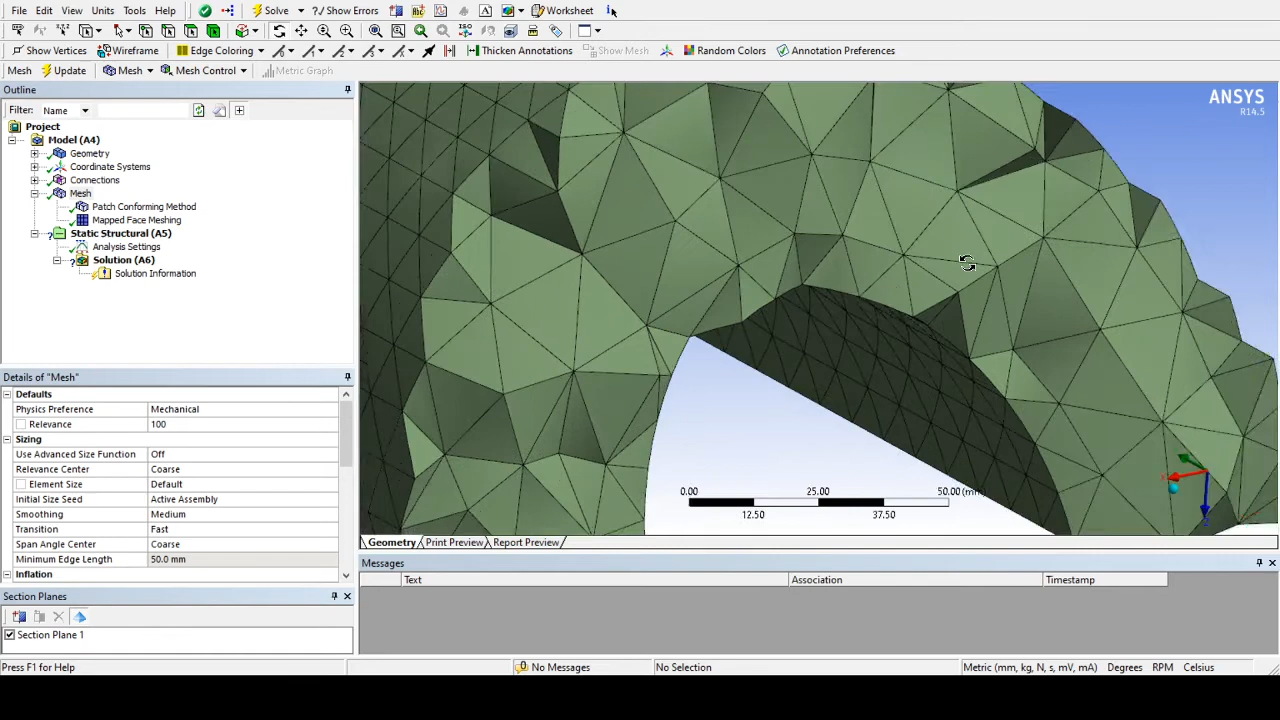 File Edit View Units Tools Help Solve Show Errors Worksheet
Show Vertices Wireframe Edge Coloring Thicken Annotations Show Mesh Random Colors Annotation Preferences
Mesh Update Mesh Mesh Control Metric Graph
Outline
Filter: Name
Project
Model (A4)
Geometry
Coordinate Systems
Connections
Mesh
Patch Conforming Method
Mapped Face Meshing
Static Structural (A5)
Analysis Settings
Solution (A6)
Solution Information
Details of "Mesh"
Defaults
Physics Preference Mechanical
Relevance 100
Sizing
Use Advanced Size Function Off
Relevance Center Coarse
Element Size Default
Initial Size Seed Active Assembly
Smoothing Medium
Transition Fast
Span Angle Center Coarse
Minimum Edge Length 50.0 mm
Inflation
Section Planes
Section Plane 1
ANSYS
R14.5
0.00 25.00 50.00 (mm)
12.50 37.50
Geometry Print Preview Report Preview
Messages
Text Association Timestamp
Press F1 for Help No Messages No Selection Metric (mm, kg, N, s, mV, mA) Degrees RPM Celsius